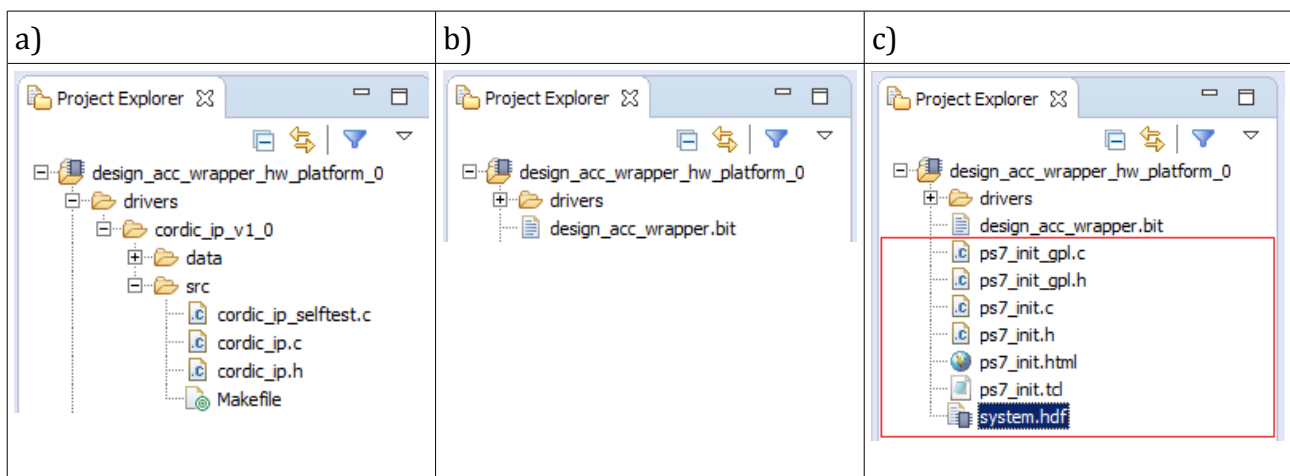 a)
b)
c)
Project Explorer
design_acc_wrapper_hw_platform_0
drivers
cordic_ip_v1_0
data
src
cordic_ip_selftest.c
cordic_ip.c
cordic_ip.h
Makefile
Project Explorer
design_acc_wrapper_hw_platform_0
drivers
design_acc_wrapper.bit
Project Explorer
design_acc_wrapper_hw_platform_0
drivers
design_acc_wrapper.bit
ps7_init_gpl.c
ps7_init_gpl.h
ps7_init.c
ps7_init.h
ps7_init.html
ps7_init.tcl
system.hdf